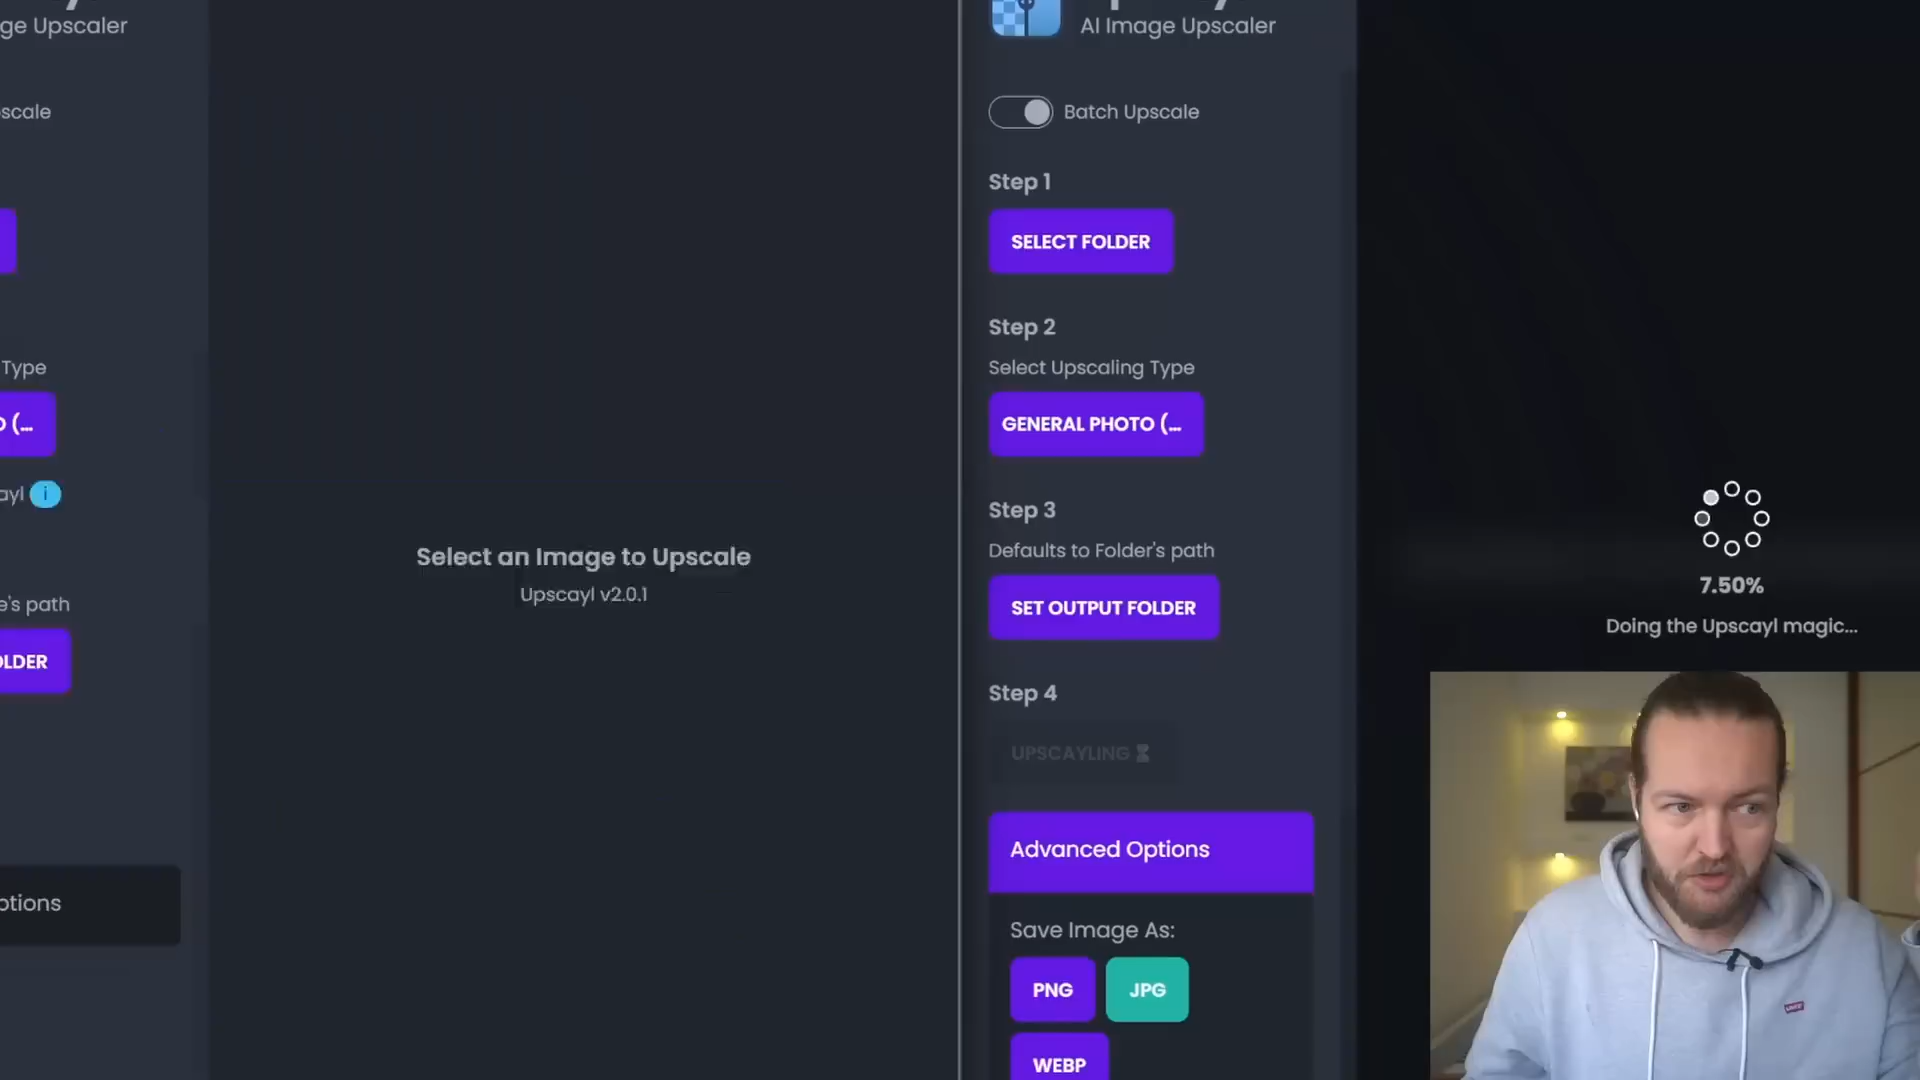 ge Upscaler
scale
Type
O (...
ayl i
e's path
OLDER
ptions
Select an Image to Upscale
Upscayl v2.0.1
AI Image Upscaler
Batch Upscale
Step 1
SELECT FOLDER
Step 2
Select Upscaling Type
GENERAL PHOTO (...
Step 3
Defaults to Folder's path
SET OUTPUT FOLDER
Step 4
UPSCAYLING ⏳
Advanced Options
Save Image As:
PNG JPG
WEBP
7.50%
Doing the Upscayl magic...